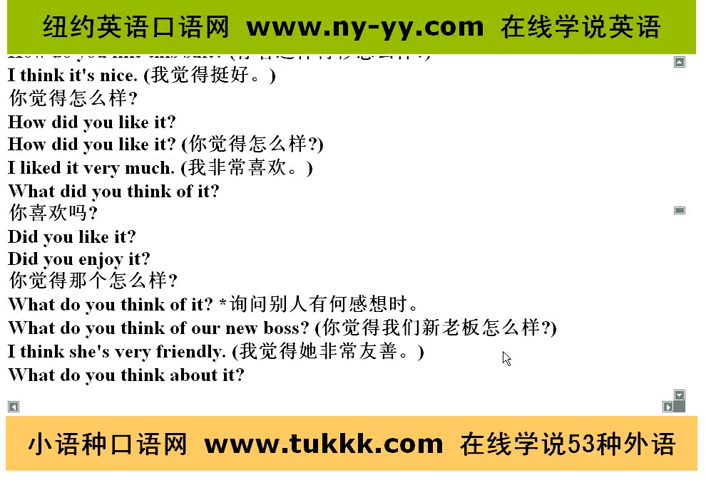 纽约英语口语网 www.ny-yy.com 在线学说英语
I think it's nice. (我觉得挺好。)
你觉得怎么样?
How did you like it?
How did you like it? (你觉得怎么样?)
I liked it very much. (我非常喜欢。)
What did you think of it?
你喜欢吗?
Did you like it?
Did you enjoy it?
你觉得那个怎么样?
What do you think of it? *询问别人有何感想时。
What do you think of our new boss? (你觉得我们新老板怎么样?)
I think she's very friendly. (我觉得她非常友善。)
What do you think about it?
小语种口语网 www.tukkk.com 在线学说53种外语